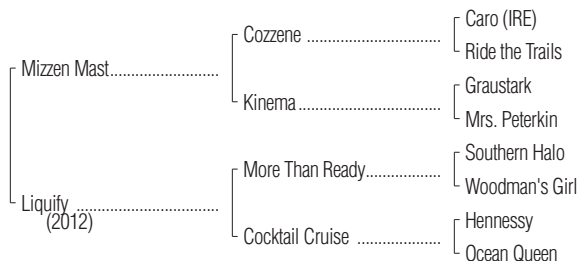 Caro (IRE)
Cozzene ........................................
Ride the Trails
Mizzen Mast................................
Graustark
Kinema ..........................................
Mrs. Peterkin
Southern Halo
More Than Ready......................
Woodman's Girl
Liquify ..........................................
(2012)
Hennessy
Cocktail Cruise .........................
Ocean Queen